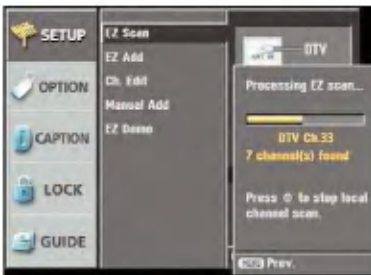 SETUP
OPTION
CAPTION
LOCK
GUIDE
EZ Scan
EZ Add
Ch. Edit
Manual Add
EZ Demo
DTV
Processing EZ scan...
DTV Ch.33
7 channel(s) found
Press ⊙ to stop local
channel scan.
Prev.